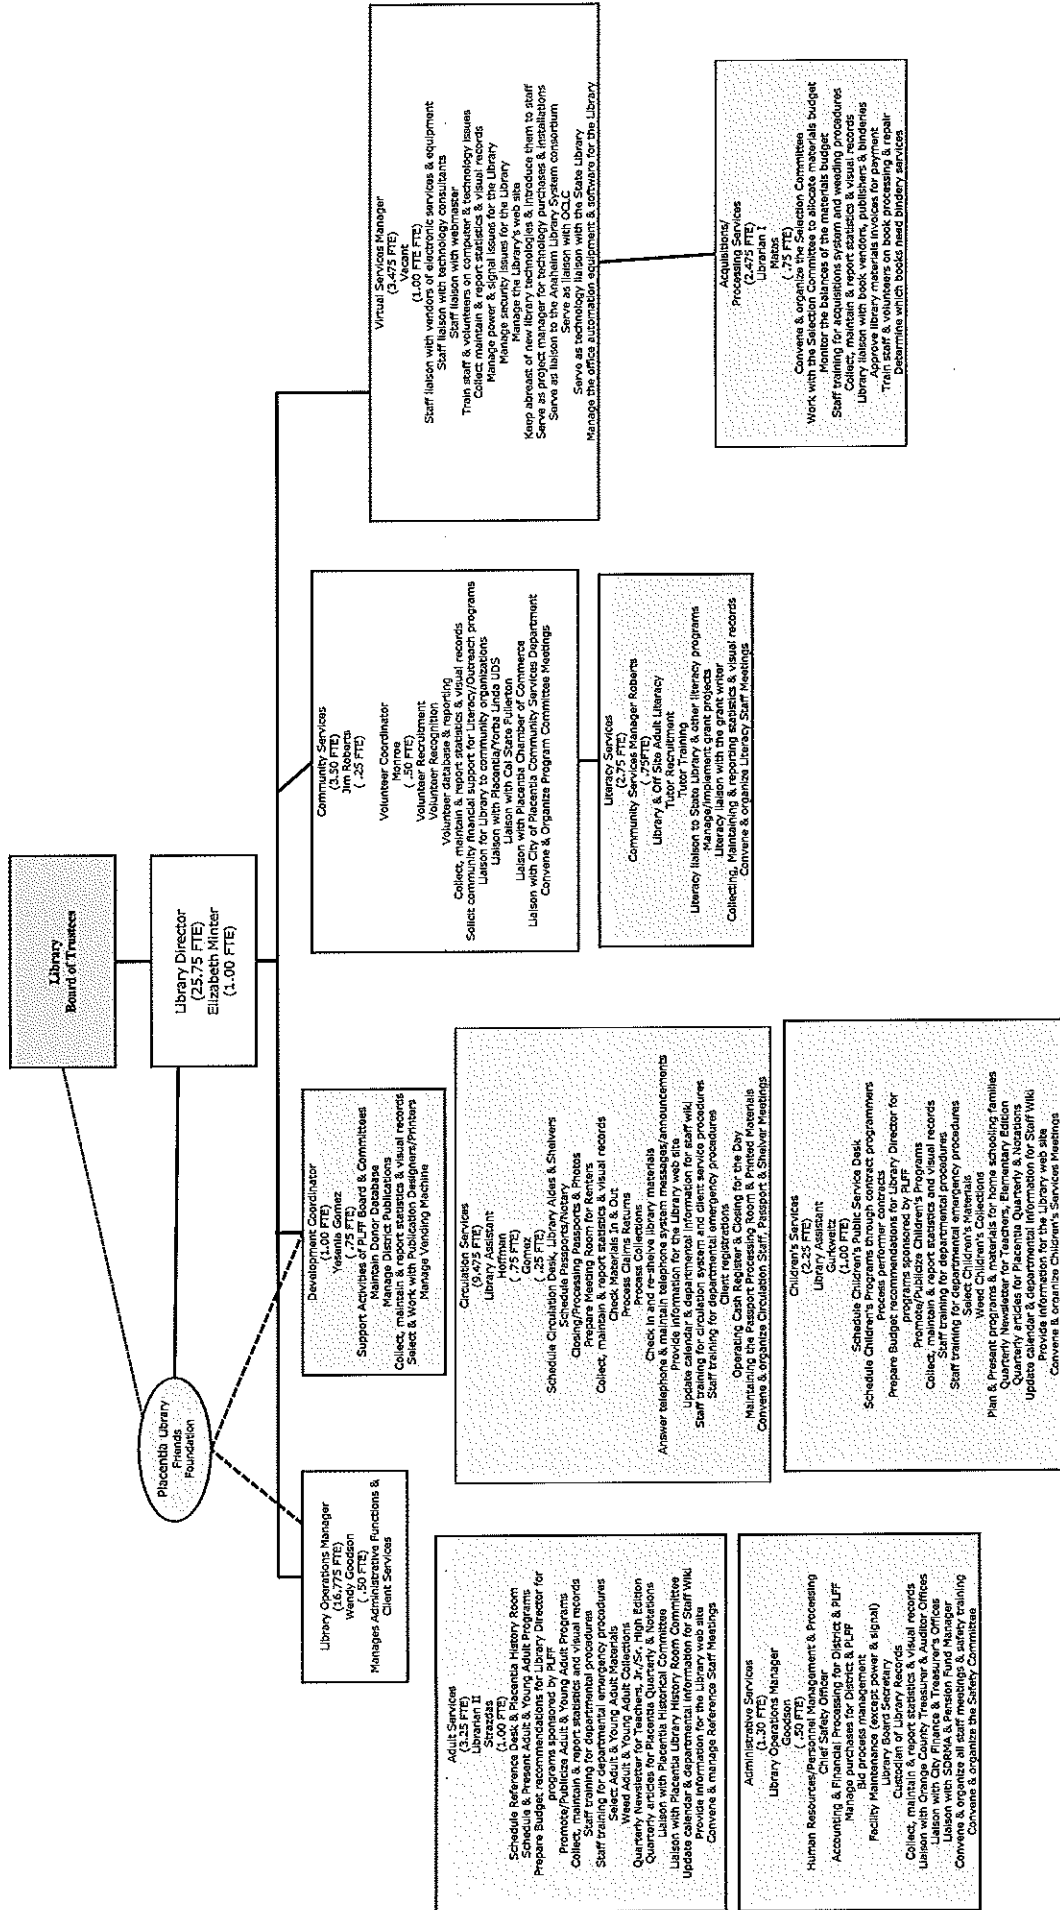 Library
Board of Trustees
Library Director
(25.75 FTE)
Elizabeth Minter
(1.00 FTE)
Placentia Library
Friends
Foundation
Library Operations Manager
(16.775 FTE)
Wendy Goodson
( .50 FTE)
Manages Administrative Functions &
Client Services
Development Coordinator
(1.00 FTE)
Yesenia Gomez
( .75 FTE)
Support Activities of PLFF Board & Committees
Maintain Donor Database
Manage District Publications
Collect, maintain & report statistics & visual records
Select & Work with Publication Designers/Printers
Manage Vending Machine
Community Services
(3.50 FTE)
Jim Roberts
( .25 FTE)
Volunteer Coordinator
Monroe
( .50 FTE)
Volunteer Recruitment
Volunteer Recognition
Volunteer database & reporting
Collect, maintain & report statistics & visual records
Solicit community financial support for Literacy/Outreach programs
Liaison for Library to community organizations
Liaison with Placentia/Yorba Linda UDS
Liaison with Cal State Fullerton
Liaison with Placentia Chamber of Commerce
Liaison with City of Placentia Community Services Department
Convene & Organize Program Committee Meetings
Virtual Services Manager
(3.475 FTE)
Vacant
(1.00 FTE FTE)
Staff liaison with vendors of electronic services & equipment
Staff liaison with technology consultants
Staff liaison with webmaster
Train staff & volunteers on computer & technology issues
Collect maintain & report statistics & visual records
Manage power & signal issues for the Library
Manage security issues for the Library
Manage the Library's web site
Keep abreast of new library technologies & introduce them to staff
Serve as project manager for technology purchases & installations
Serve as liaison to the Anaheim Library System consortium
Serve as liaison with OCLC
Serve as technology liaison with the State Library
Manage the office automation equipment & software for the Library
Adult Services
(3.25 FTE)
Librarian II
Strazdas
(1.00 FTE)
Schedule Reference Desk & Placentia History Room
Schedule & Present Adult & Young Adult Programs
Prepare Budget recommendations for Library Director for
programs sponsored by PLFF
Promote/Publicize Adult & Young Adult Programs
Collect, maintain & report statistics and visual records
Staff training for departmental procedures
Staff training for departmental emergency procedures
Select Adult & Young Adult Materials
Weed Adult & Young Adult Collections
Quarterly Newsletter for Teachers, Jr./Sr. High Edition
Quarterly articles for Placentia Quarterly & Notations
Liaison with Placentia Historical Committee
Liaison with Placentia Library History Room Committee
Update calendar & departmental information for Staff Wiki
Provide information for the Library web site
Convene & manage Reference Staff Meetings
Circulation Services
(9.475 FTE)
Library Assistant
Hoffman
( .75 FTE)
Gomez
( .25 FTE)
Schedule Circulation Desk, Library Aides & Shelvers
Schedule Passports/Notary
Closing/Processing Passports & Photos
Prepare Meeting Room for Renters
Collect, maintain & report statistics & visual records
Check Materials In & Out
Process Claims Returns
Process Collections
Check in and re-shelve library materials
Answer telephone & maintain telephone system messages/announcements
Provide information for the Library web site
Update calendar & departmental information for staff wiki
Staff training for circulation system and client service procedures
Staff training for departmental emergency procedures
Client registrations
Operating Cash Register & Closing for the Day
Maintaining the Passport Processing Room & Printed Materials
Convene & organize Circulation Staff, Passport & Shelver Meetings
Literacy Services
(2.75 FTE)
Community Services Manager Roberts
( .75FTE)
Library & Off Site Adult Literacy
Tutor Recruitment
Tutor Training
Literacy liaison to State Library & other literacy programs
Manage/implement grant projects
Literacy liaison with the grant writer
Collecting, Maintaining & reporting statistics & visual records
Convene & organize Literacy Staff Meetings
Acquisitions/
Processing Services
(2.475 FTE)
Librarian I
Matas
( .75 FTE)
Convene & organize the Selection Committee
Work with the Selection Committee to allocate materials budget
Monitor the balances of the materials budget
Staff training for acquisitions system and weeding procedures
Collect, maintain & report statistics & visual records
Library liaison with book vendors, publishers & binderies
Approve library materials invoices for payment
Train staff & volunteers on book processing & repair
Determine which books need bindery services
Administrative Services
(1.30 FTE)
Library Operations Manager
Goodson
( .50 FTE)
Human Resources/Personnel Management & Processing
Chief Safety Officer
Accounting & Financial Processing for District & PLFF
Manage purchases for District & PLFF
Bid process management
Facility Maintenance (except power & signal)
Library Board Secretary
Custodian of Library Records
Collect, maintain & report statistics & visual records
Liaison with Orange County Treasurer & Auditor Offices
Liaison with City Finance & Treasurer's Offices
Liaison with SDRMA & Pension Fund Manager
Convene & organize all staff meetings & safety training
Convene & organize the Safety Committee
Children's Services
(2.25 FTE)
Library Assistant
Gurkweitz
(1.00 FTE)
Schedule Children's Public Service Desk
Schedule Children's Programs through contract programmers
Process performer contracts
Prepare Budget recommendations for Library Director for
programs sponsored by PLFF
Promote/Publicize Children's Programs
Collect, maintain & report statistics and visual records
Staff training for departmental procedures
Staff training for departmental emergency procedures
Select Children's Materials
Weed Children's Collections
Plan & Present programs & materials for home schooling families
Quarterly Newsletter for Teachers, Elementary Edition
Quarterly articles for Placentia Quarterly & Notations
Update calendar & departmental information for Staff Wiki
Provide information for the Library web site
Convene & organize Children's Services Meetings